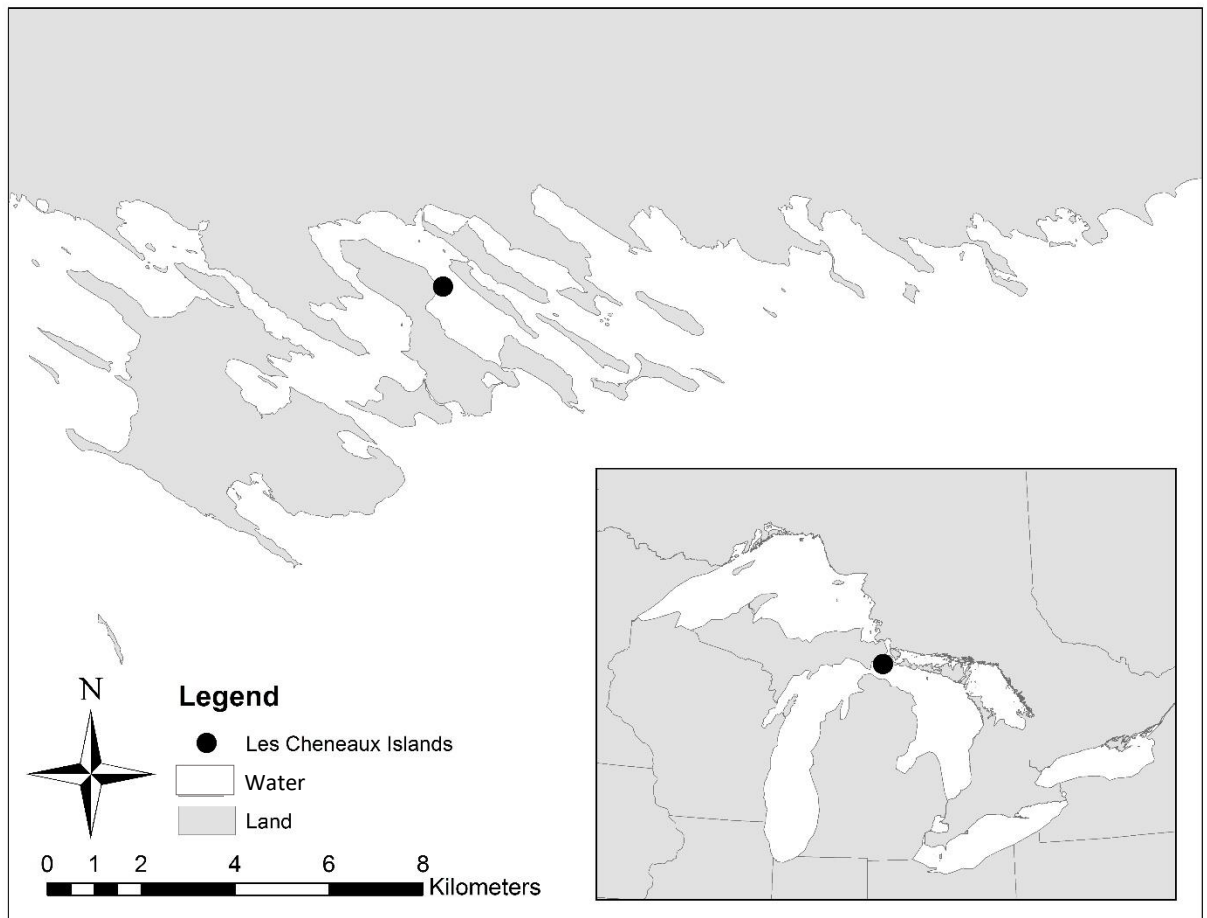 N
Legend
Les Cheneaux Islands
Water
Land
0 1 2 4 6 8
Kilometers